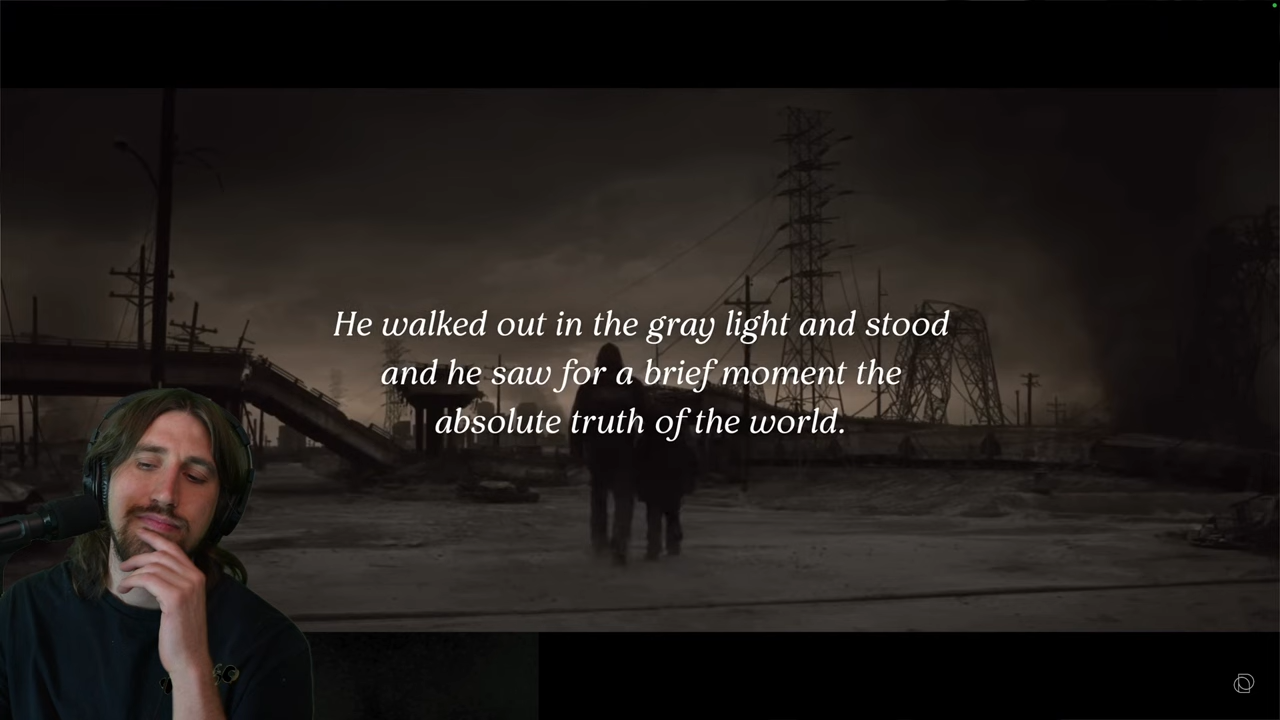 He walked out in the gray light and stood
and he saw for a brief moment the
absolute truth of the world.